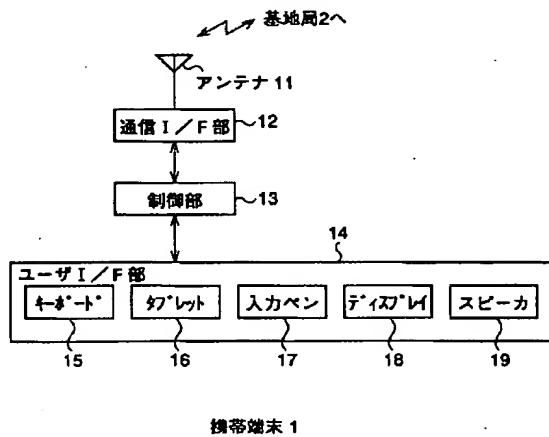 基地局2へ
アンテナ 11
通信 I/F部 12
制御部 13
14
ユーザ I/F部
キーボード タブレット 入力ペン ディスプレイ スピーカ
15 16 17 18 19
携帯端末 1